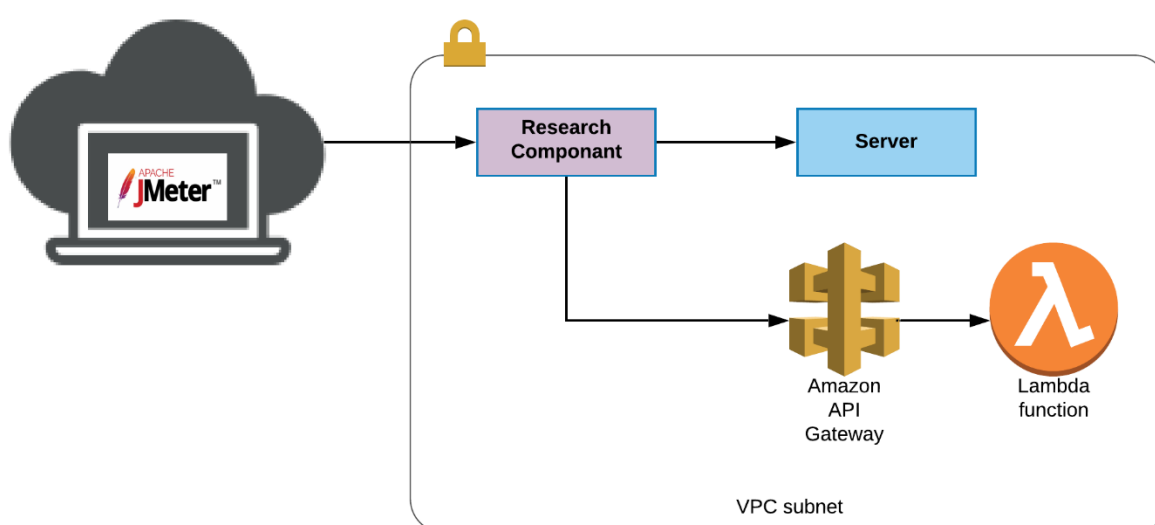 APACHE
JMeter™
Research
Componant
Server
Amazon
API
Gateway
Lambda
function
VPC subnet